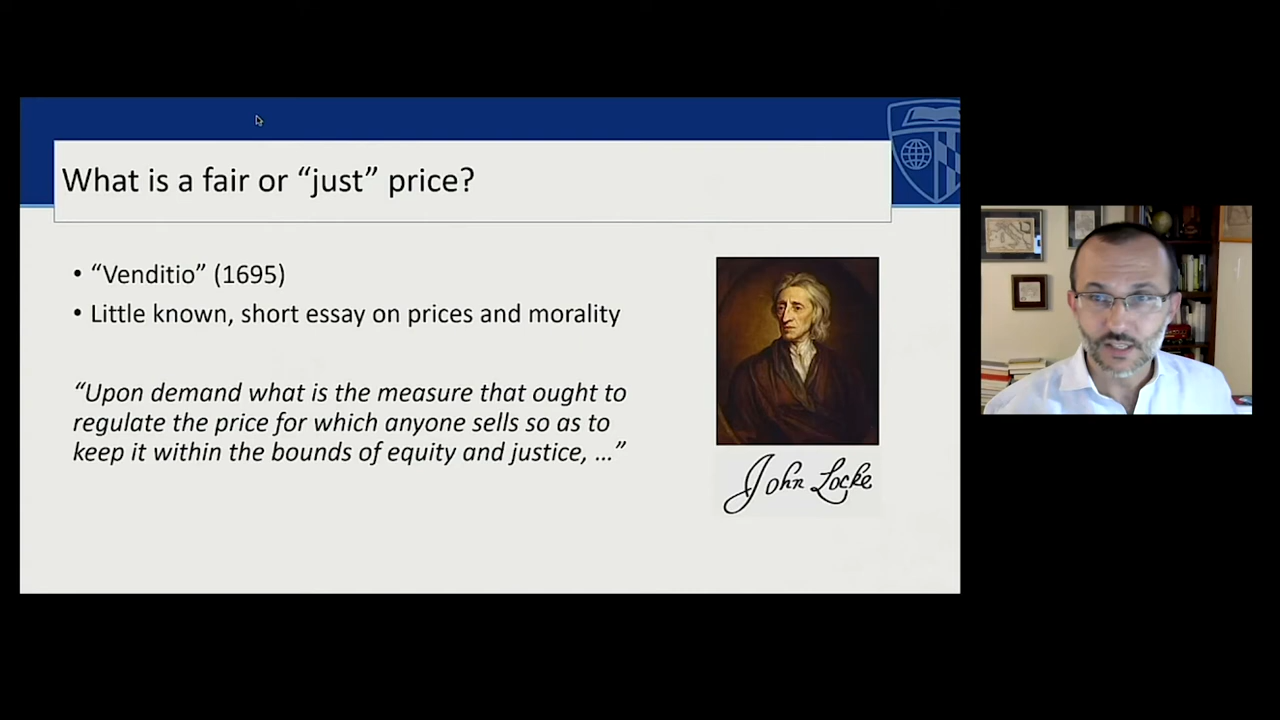 What is a fair or “just” price?
• “Venditio” (1695)
• Little known, short essay on prices and morality
“Upon demand what is the measure that ought to
regulate the price for which anyone sells so as to
keep it within the bounds of equity and justice, …”
John Locke